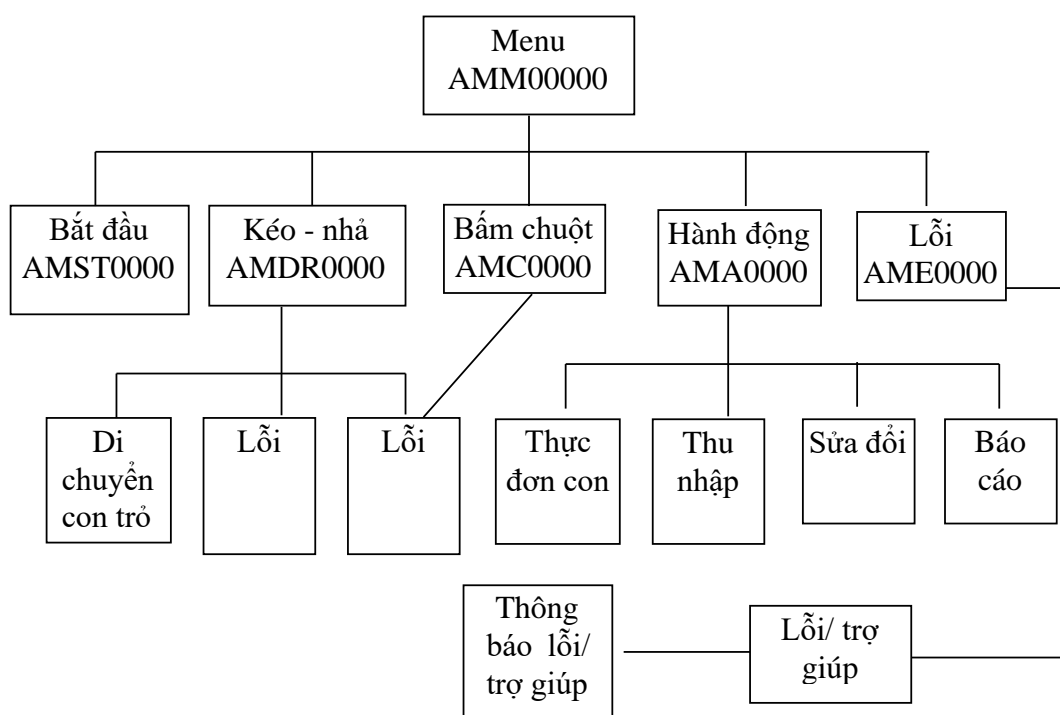 Menu
AMM00000
Bắt đầu
AMST0000
Kéo - nhả
AMDR0000
Bấm chuột
AMC0000
Hành động
AMA0000
Lỗi
AME0000
Di
chuyển
con trỏ
Lỗi
Lỗi
Thực
đơn con
Thu
nhập
Sửa đổi
Báo
cáo
Thông
báo lỗi/
trợ giúp
Lỗi/ trợ
giúp